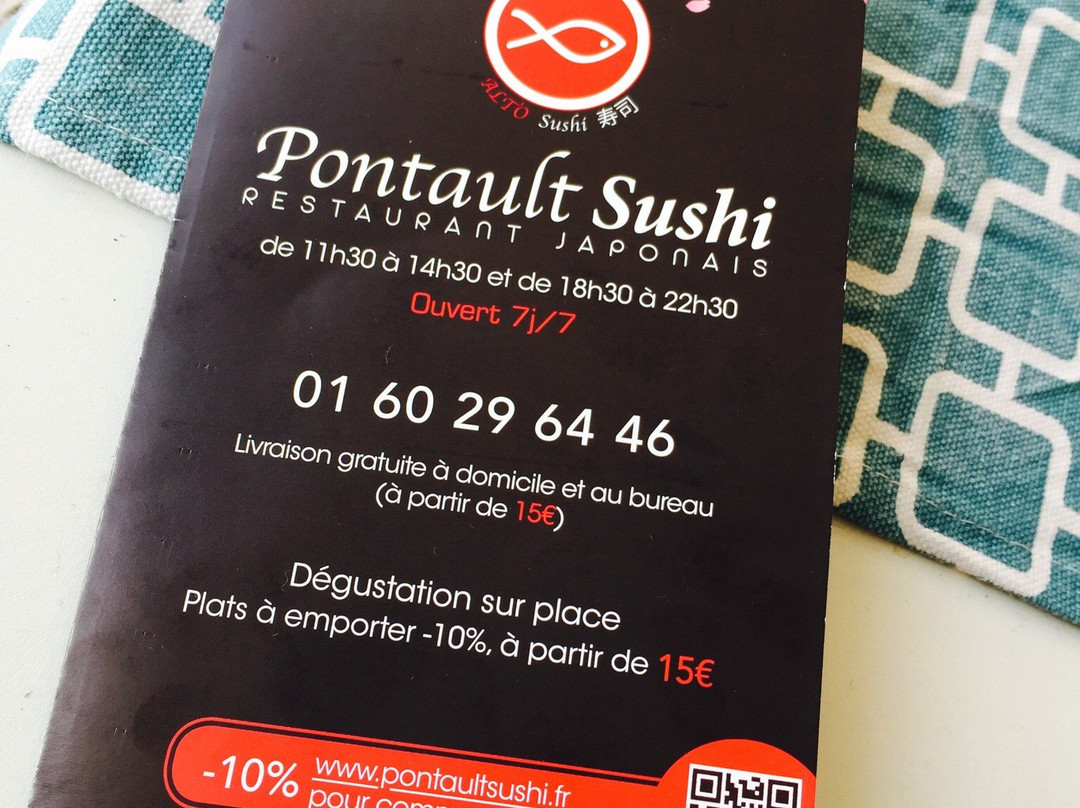 ALTO Sushi 寿司
Pontault Sushi
RESTAURANT JAPONAIS
de 11h30 à 14h30 et de 18h30 à 22h30
Ouvert 7j/7
01 60 29 64 46
Livraison gratuite à domicile et au bureau
(à partir de 15€)
Dégustation sur place
Plats à emporter -10%, à partir de 15€
-10% www.pontaultsushi.fr
pour